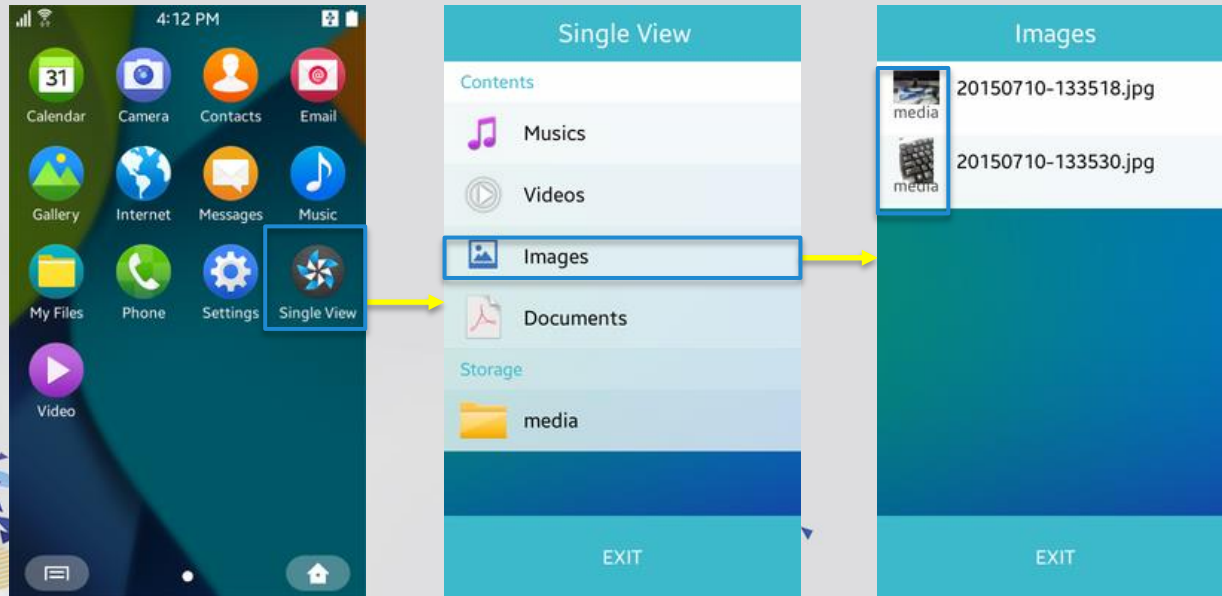 4:12 PM
31
Calendar Camera Contacts Email
Gallery Internet Messages Music
My Files Phone Settings Single View
Video
Single View
Contents
Musics
Videos
Images
Documents
Storage
media
EXIT
Images
20150710-133518.jpg
media
20150710-133530.jpg
media
EXIT